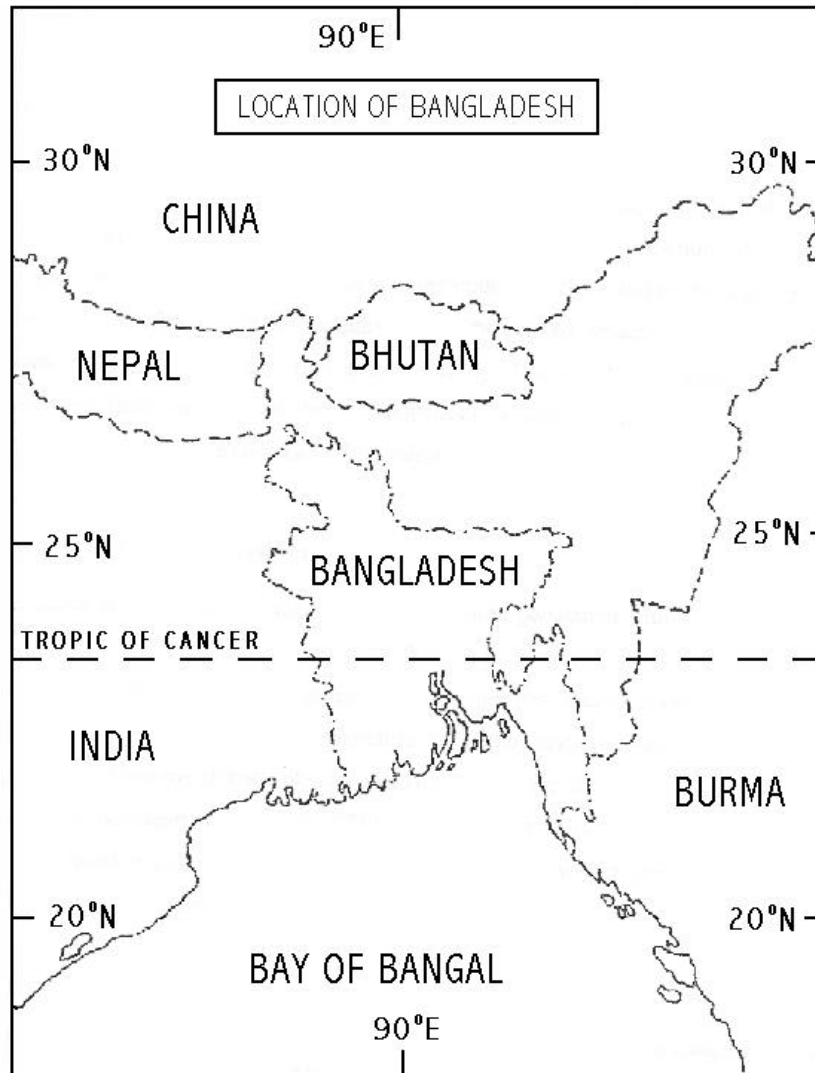 90°E
LOCATION OF BANGLADESH
30°N 30°N
CHINA
BHUTAN
NEPAL
25°N 25°N
BANGLADESH
TROPIC OF CANCER
INDIA
BURMA
20°N 20°N
BAY OF BANGAL
90°E